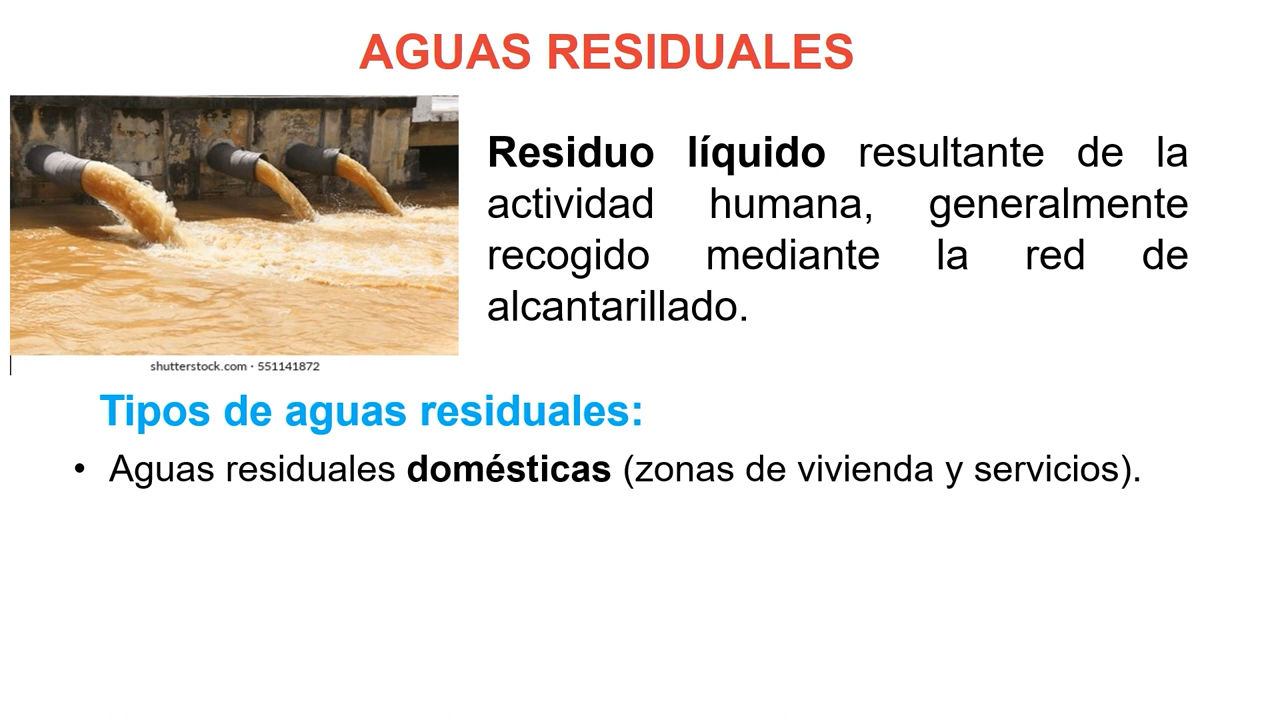 AGUAS RESIDUALES
Residuo líquido resultante de la
actividad humana, generalmente
recogido mediante la red de
alcantarillado.
shutterstock.com · 551141872
Tipos de aguas residuales:
• Aguas residuales domésticas (zonas de vivienda y servicios).